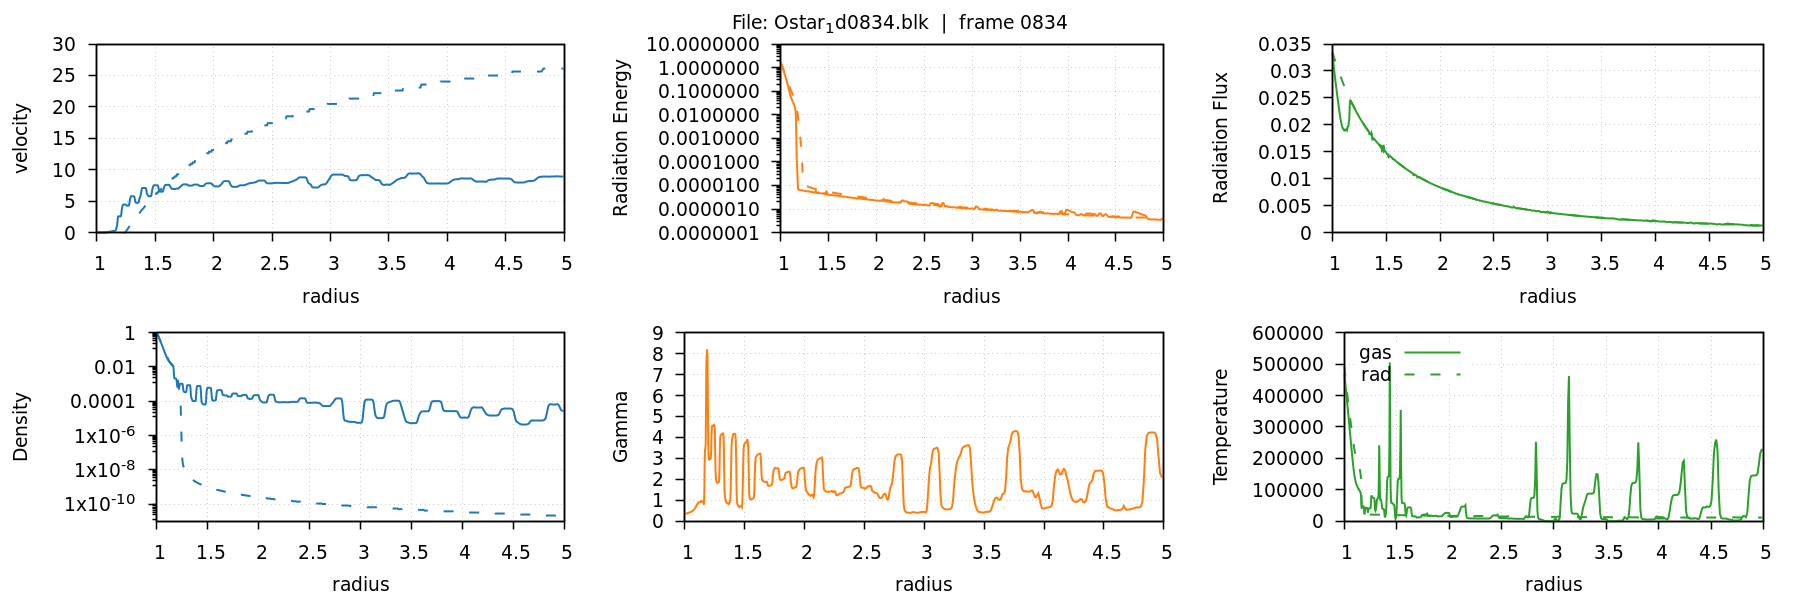 File: Ostar1d0834.blk | frame 0834
velocity
30
25
20
15
10
5
0
1 1.5 2 2.5 3 3.5 4 4.5 5
radius
Radiation Energy
10.0000000
1.0000000
0.1000000
0.0100000
0.0010000
0.0001000
0.0000100
0.0000010
0.0000001
1 1.5 2 2.5 3 3.5 4 4.5 5
radius
Radiation Flux
0.035
0.03
0.025
0.02
0.015
0.01
0.005
0
1 1.5 2 2.5 3 3.5 4 4.5 5
radius
Density
1
0.01
0.0001
1x10-6
1x10-8
1x10-10
1 1.5 2 2.5 3 3.5 4 4.5 5
radius
Gamma
9
8
7
6
5
4
3
2
1
0
1 1.5 2 2.5 3 3.5 4 4.5 5
radius
Temperature
600000
500000
400000
300000
200000
100000
0
gas
rad
1 1.5 2 2.5 3 3.5 4 4.5 5
radius